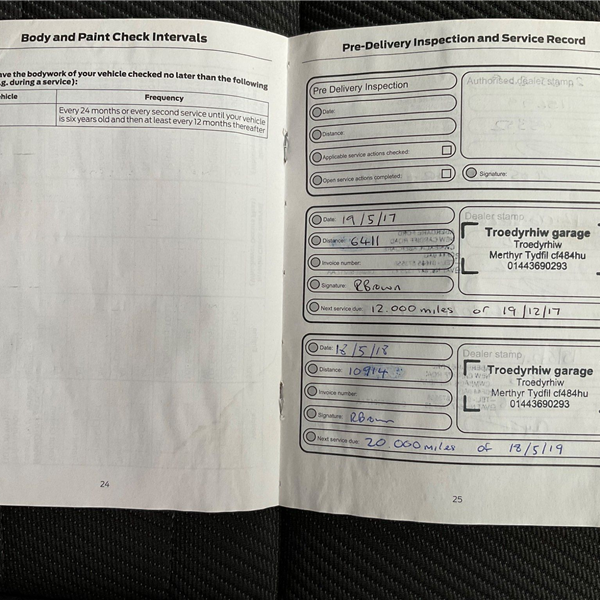 Body and Paint Check Intervals
ave the bodywork of your vehicle checked no later than the following
.g. during a service):
hicle
Frequency
Every 24 months or every second service until your vehicle
is six years old and then at least every 12 months thereafter
24
Pre-Delivery Inspection and Service Record
Pre Delivery Inspection
Authorised dealer stamp
Date:
Distance:
Applicable service actions checked:
Open service actions completed:
Signature:
Date: 19/5/17
Dealer stamp
Distance: 6411
Invoice number:
Signature: RBrown
Troedyrhiw garage
Troedyrhiw
Merthyr Tydfil cf484hu
01443690293
Next service due: 12.000 miles or 19/12/17
Date: 18/5/18
Dealer stamp
Distance: 10914
Invoice number:
Signature: RBrown
Troedyrhiw garage
Troedyrhiw
Merthyr Tydfil cf484hu
01443690293
Next service due: 20.000 miles of 18/5/19
25